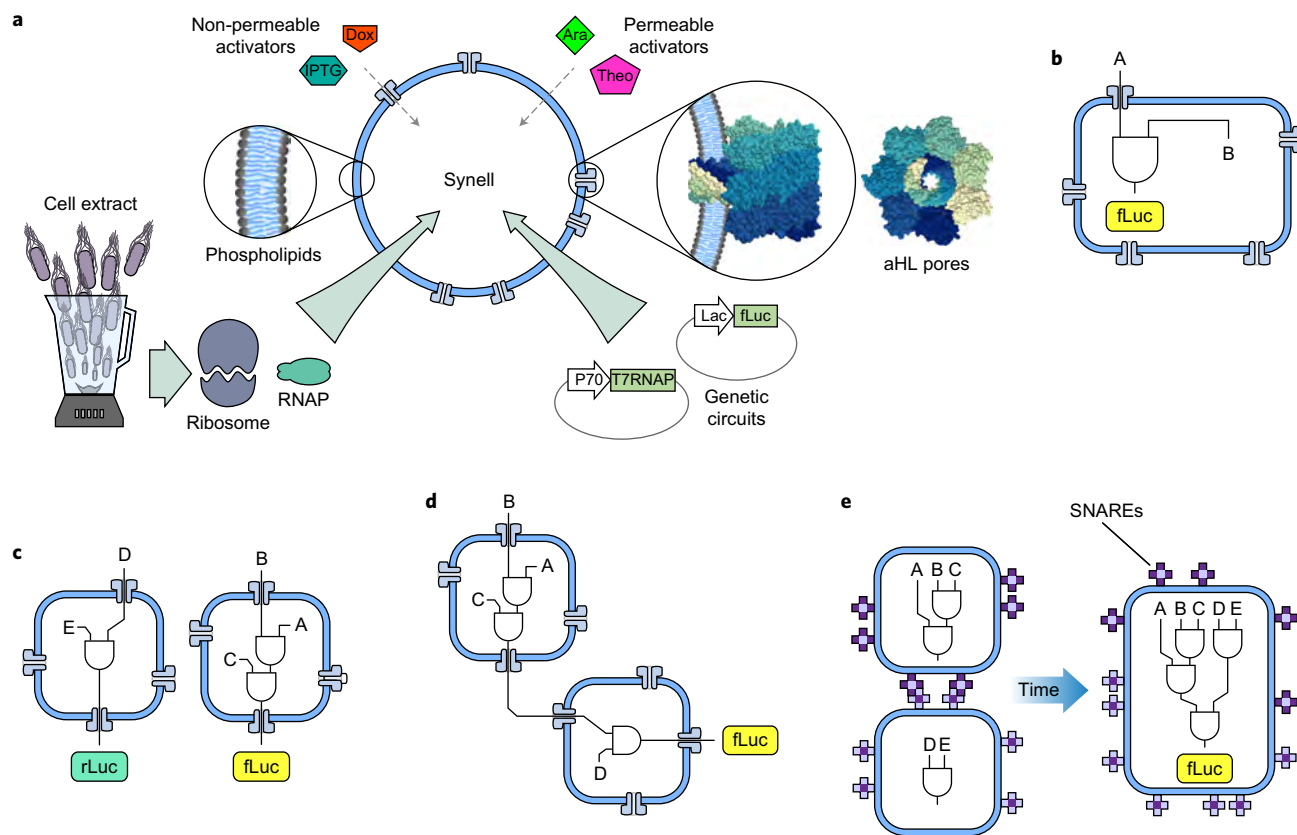 a
Non-permeable
activators
Dox
IPTG
Ara
Permeable
activators
Theo
Synell
Phospholipids
aHL pores
Cell extract
Ribosome
RNAP
Lac
fLuc
P70
T7RNAP
Genetic
circuits
b
A
B
fLuc
c
D
E
rLuc
B
A
C
fLuc
d
B
A
C
D
fLuc
e
SNAREs
A B C
D E
Time
A B C D E
fLuc